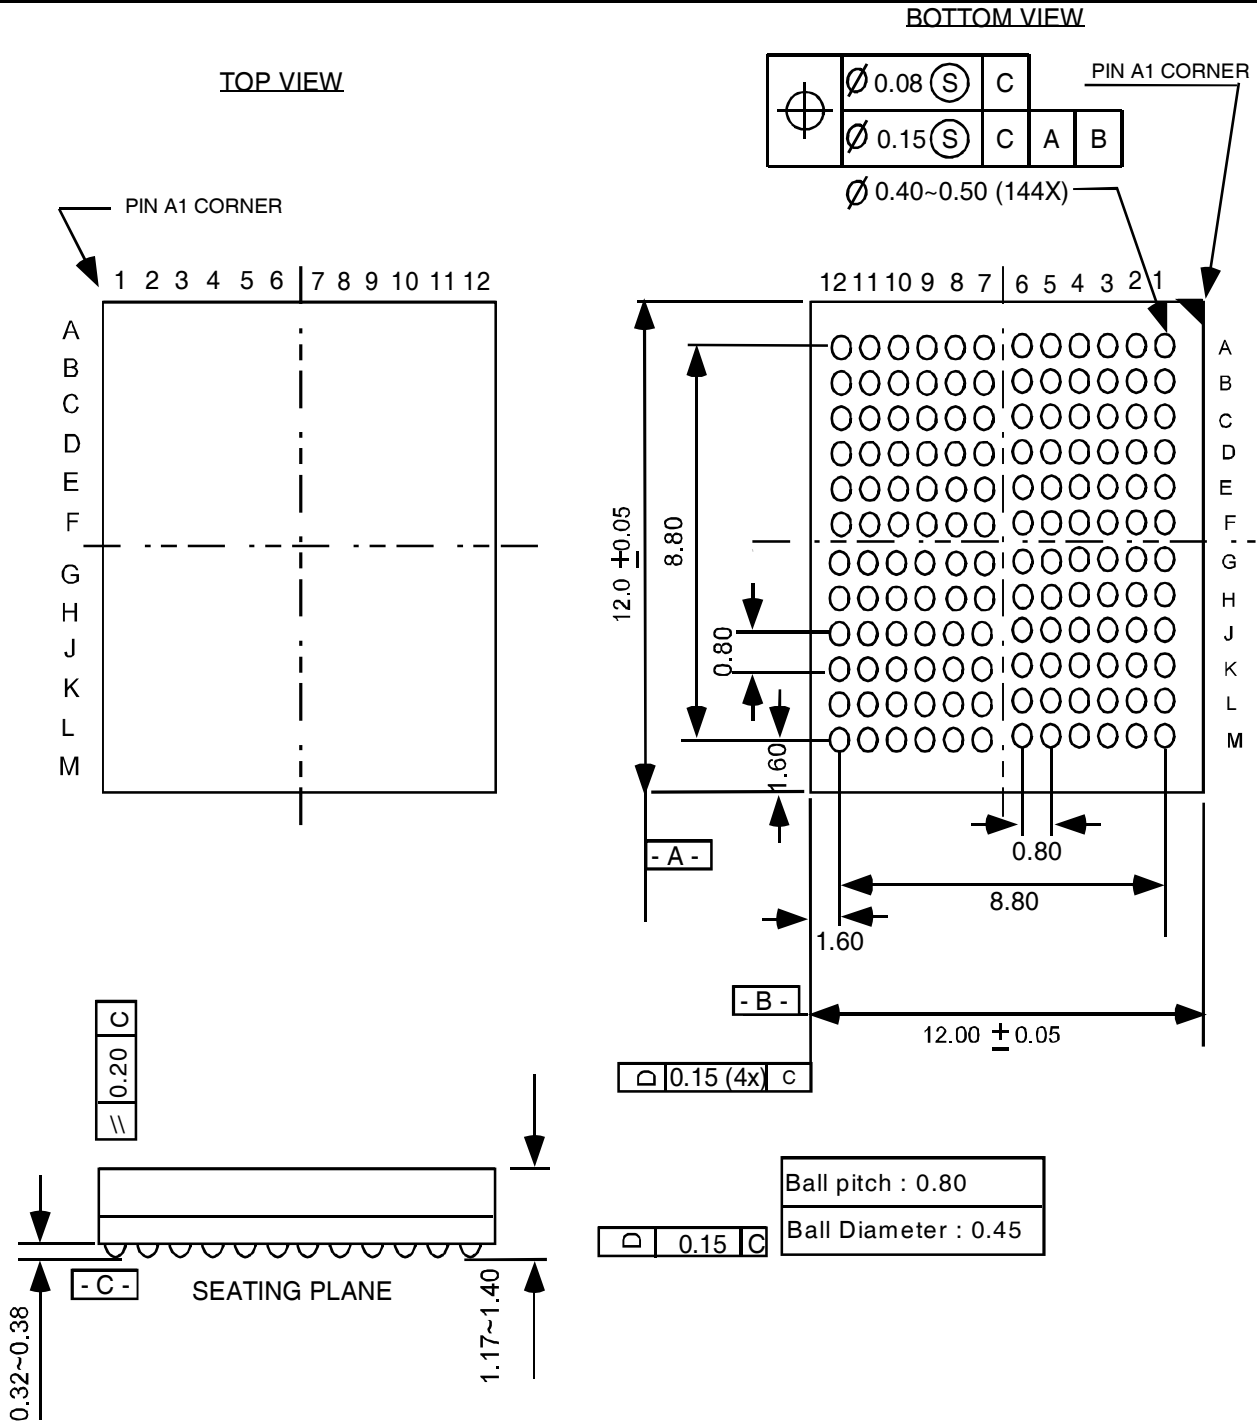 BOTTOM VIEW
TOP VIEW
PIN A1 CORNER
Ø 0.08 S C
Ø 0.15 S C A B
Ø 0.40~0.50 (144X)
PIN A1 CORNER
1 2 3 4 5 6 7 8 9 10 11 12
12 11 10 9 8 7 6 5 4 3 2 1
A
B
C
D
E
F
G
H
J
K
L
M
A
B
C
D
E
F
G
H
J
K
L
M
12.0 ±0.05
8.80
0.80
1.60
- A -
0.80
8.80
1.60
- B -
12.00 ± 0.05
0.15 (4x) C
// 0.20 C
Ball pitch : 0.80
Ball Diameter : 0.45
0.15 C
- C -
SEATING PLANE
0.32~0.38
1.17~1.40